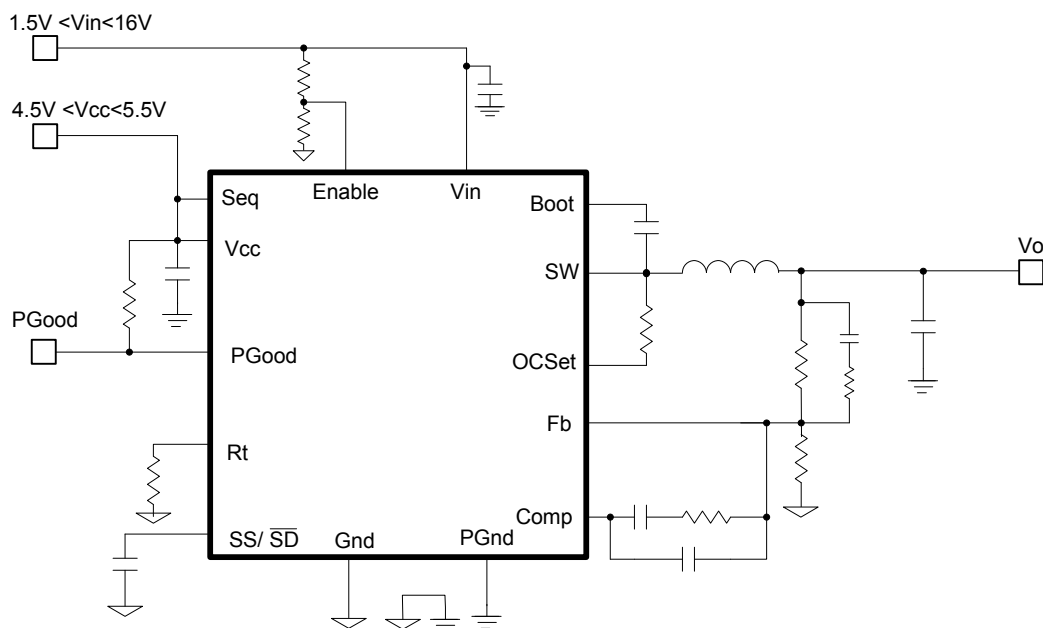 1.5V <Vin<16V
4.5V <Vcc<5.5V
Enable
Vin
Seq
Boot
Vcc
SW
Vo
PGood
PGood
OCSet
Fb
Rt
Comp
SS/ SD
Gnd
PGnd